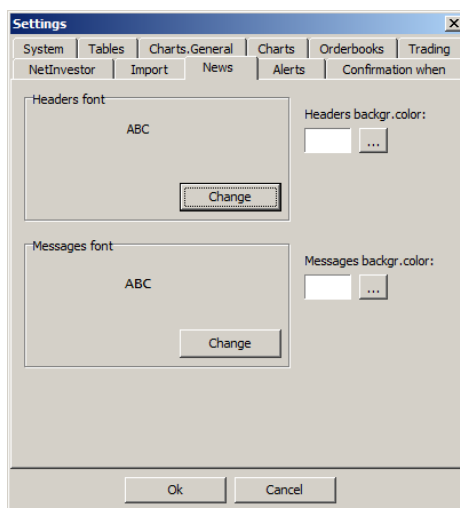 Settings
System Tables Charts.General Charts Orderbooks Trading
NetInvestor Import News Alerts Confirmation when
Headers font
ABC
Change
Headers backgr.color:
...
Messages font
ABC
Change
Messages backgr.color:
...
Ok Cancel